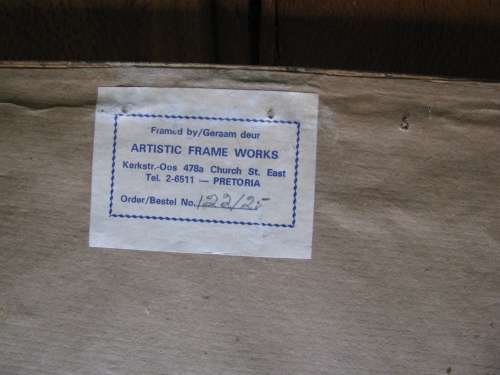 Framed by/Geraam deur
ARTISTIC FRAME WORKS
Kerkstr.-Oos 478a Church St. East
Tel. 2-6511 — PRETORIA
Order/Bestel No. 122/25